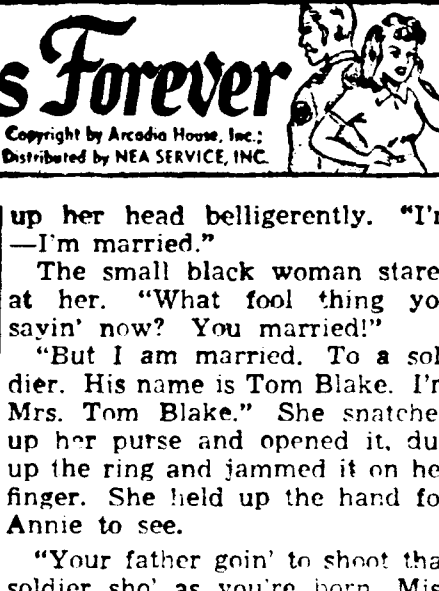 s Forever
Copyright by Arcadia House, Inc.;
Distributed by NEA SERVICE, INC.
up her head belligerently. "I'm
—I'm married."
The small black woman stare
at her. "What fool thing yo
sayin' now? You married!"
"But I am married. To a sol
dier. His name is Tom Blake. I'm
Mrs. Tom Blake." She snatche
up her purse and opened it, du
up the ring and jammed it on he
finger. She held up the hand fo
Annie to see.
"Your father goin' to shoot tha
soldier sho' as you're born, Mis